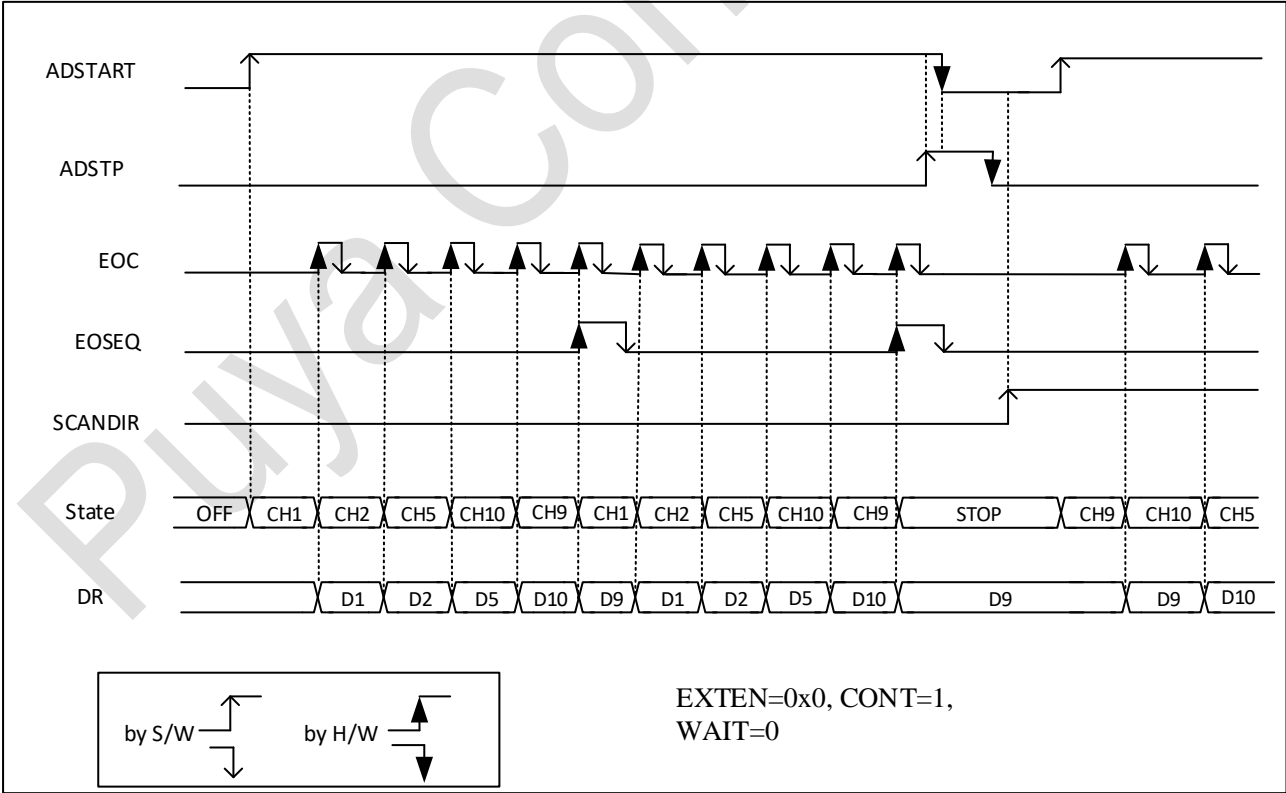 Puya Con
ADSTART
ADSTP
EOC
EOSEQ
SCANDIR
State OFF CH1 CH2 CH5 CH10 CH9 CH1 CH2 CH5 CH10 CH9 STOP CH9 CH10 CH5
DR D1 D2 D5 D10 D9 D1 D2 D5 D10 D9 D9 D10
by S/W by H/W
EXTEN=0x0, CONT=1,
WAIT=0